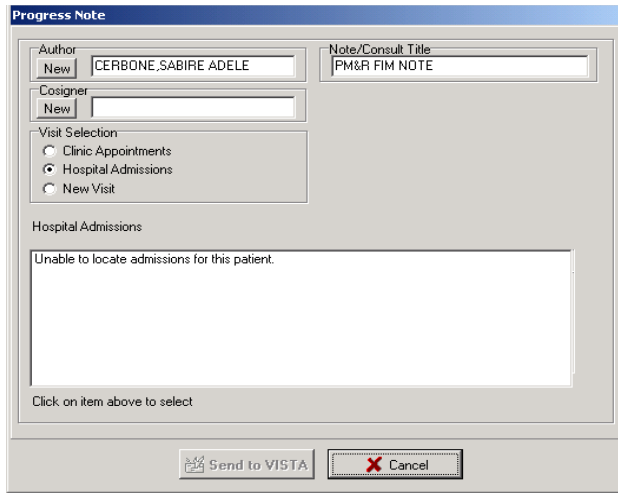 Progress Note
Author
New CERBONE,SABIRE ADELE
Note/Consult Title
PM&R FIM NOTE
Cosigner
New
Visit Selection
Clinic Appointments
Hospital Admissions
New Visit
Hospital Admissions
Unable to locate admissions for this patient.
Click on item above to select
Send to VISTA
Cancel